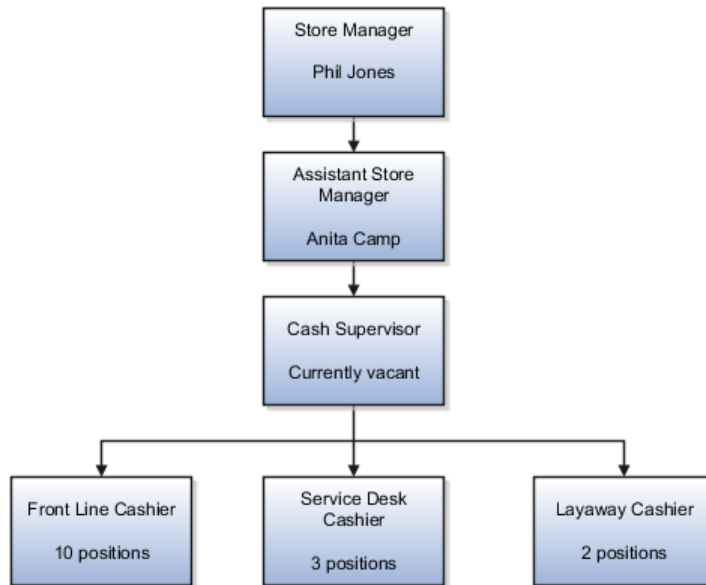 Store Manager
Phil Jones
Assistant Store
Manager
Anita Camp
Cash Supervisor
Currently vacant
Front Line Cashier
10 positions
Service Desk
Cashier
3 positions
Layaway Cashier
2 positions